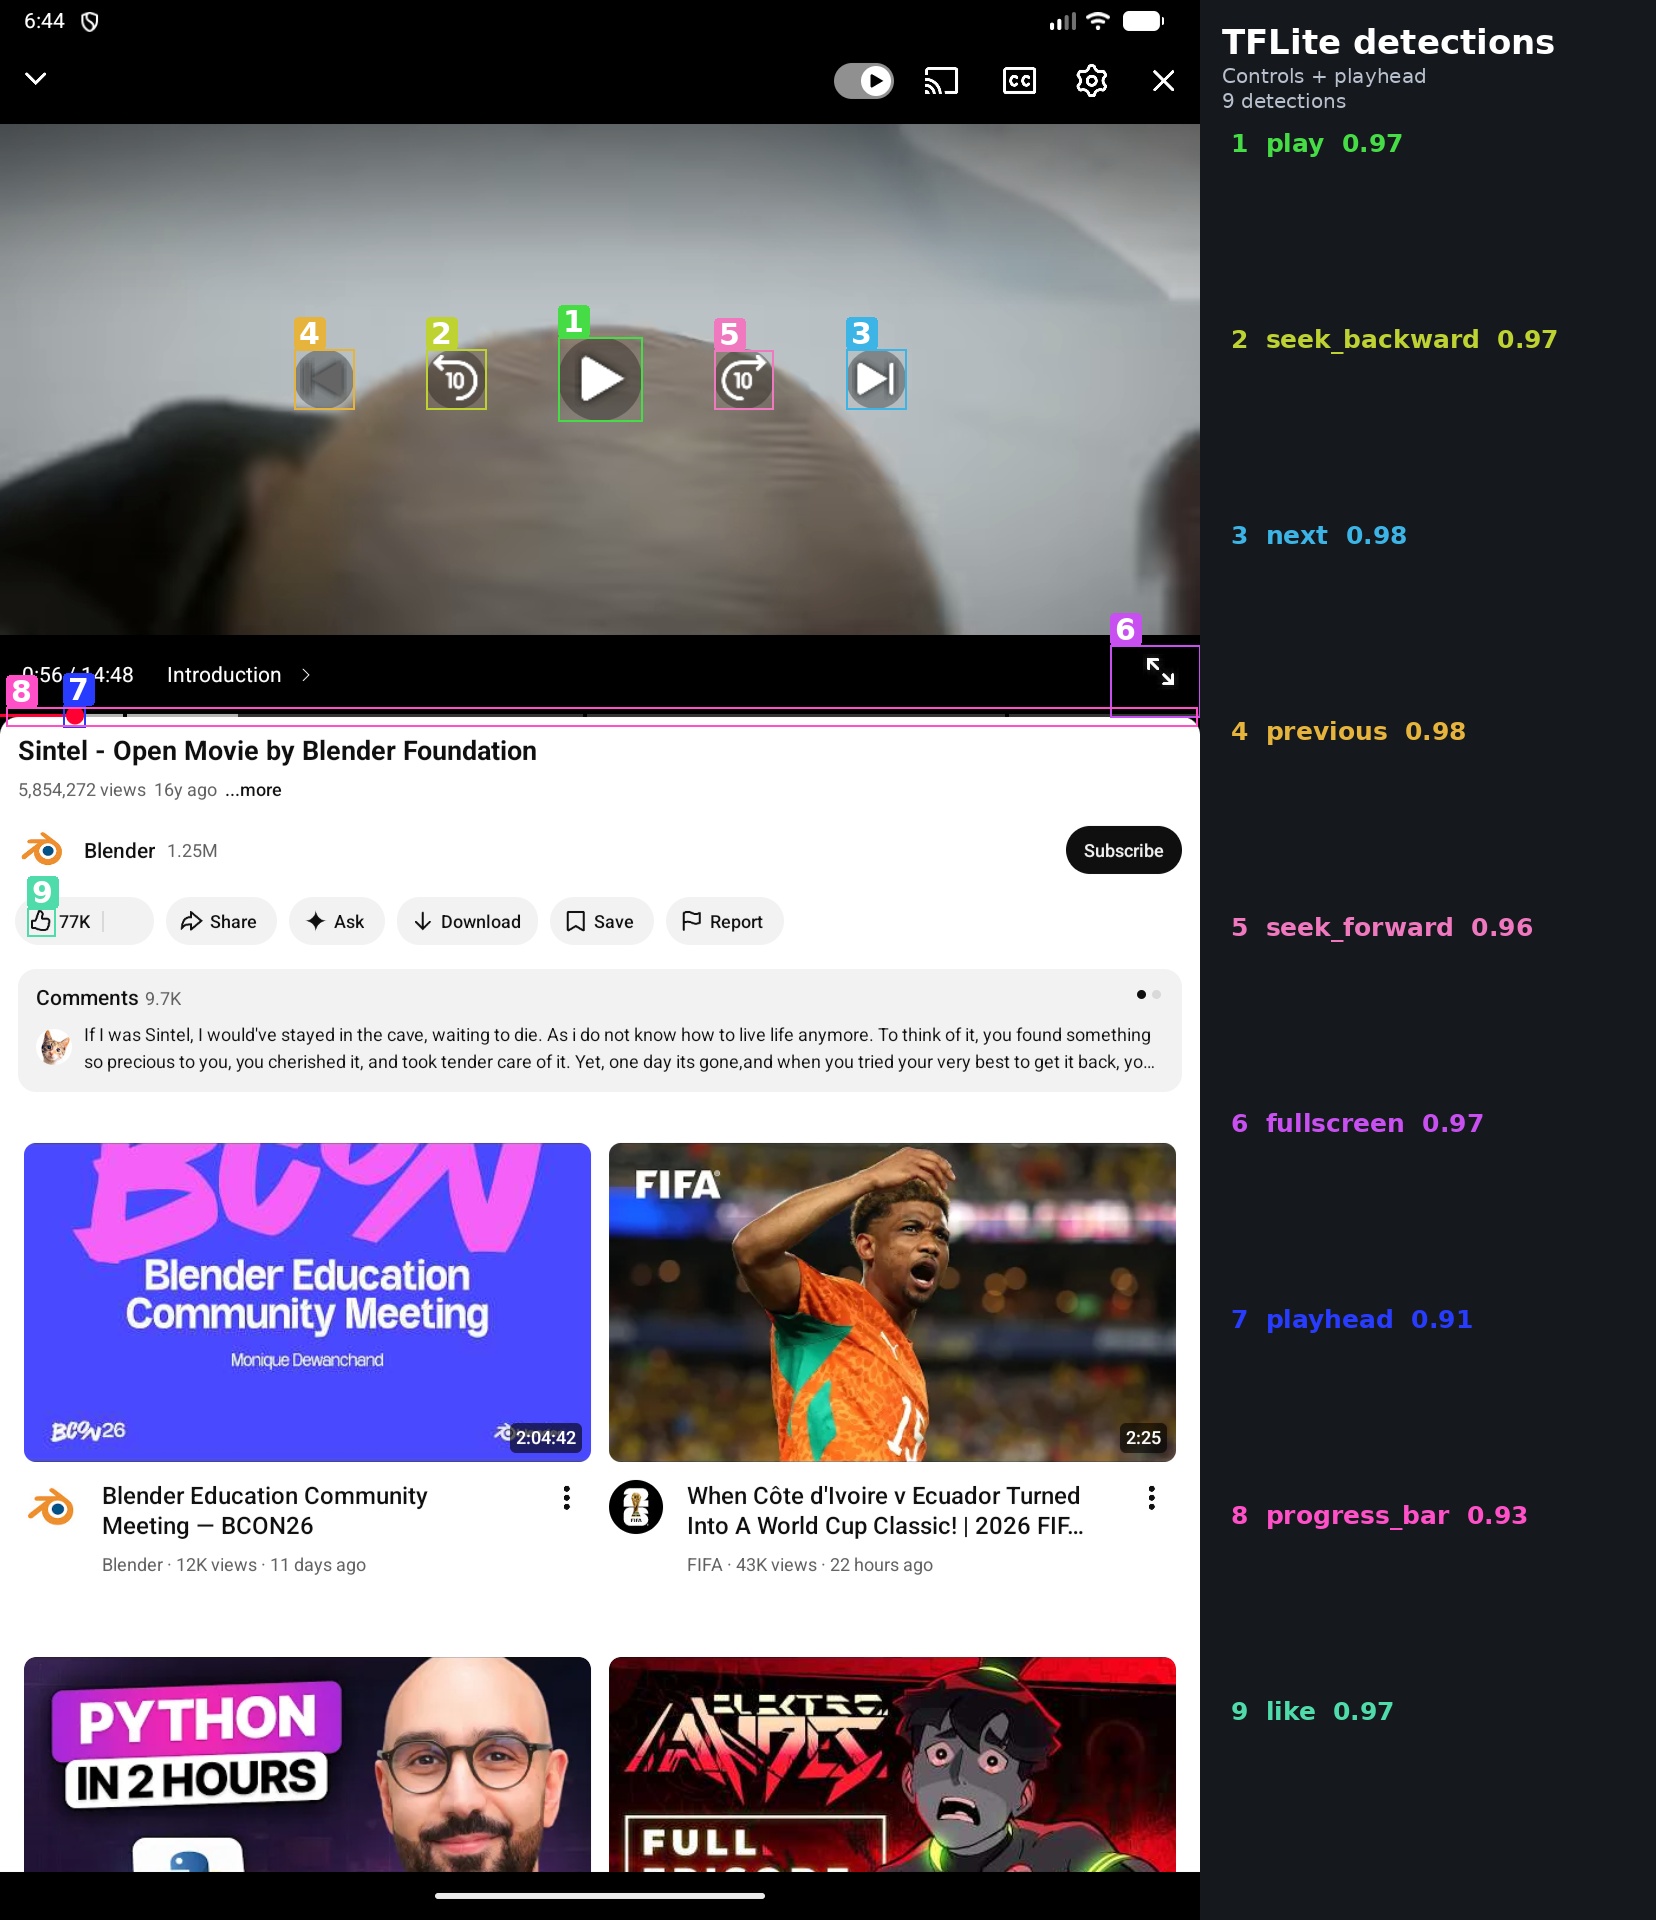 6:44
TFLite detections
Controls + playhead
9 detections
1 play 0.97
2 seek_backward 0.97
3 next 0.98
4 previous 0.98
5 seek_forward 0.96
6 fullscreen 0.97
7 playhead 0.91
8 progress_bar 0.93
9 like 0.97
CC
4
2
1
5
3
10
10
6
0:56 / 14:48 Introduction
8
7
Sintel - Open Movie by Blender Foundation
5,854,272 views 16y ago ...more
Blender 1.25M
Subscribe
9
77K
Share
Ask
Download
Save
Report
Comments 9.7K
If I was Sintel, I would've stayed in the cave, waiting to die. As i do not know how to live life anymore. To think of it, you found something
so precious to you, you cherished it, and took tender care of it. Yet, one day its gone,and when you tried your very best to get it back, yo...
BCON
Blender Education
Community Meeting
Monique Dewanchand
BCON26
2:04:42
FIFA
15
2:25
Blender Education Community
Meeting — BCON26
Blender · 12K views · 11 days ago
When Côte d'Ivoire v Ecuador Turned
Into A World Cup Classic! | 2026 FIF...
FIFA · 43K views · 22 hours ago
PYTHON
IN 2 HOURS
FULL
EPISODE